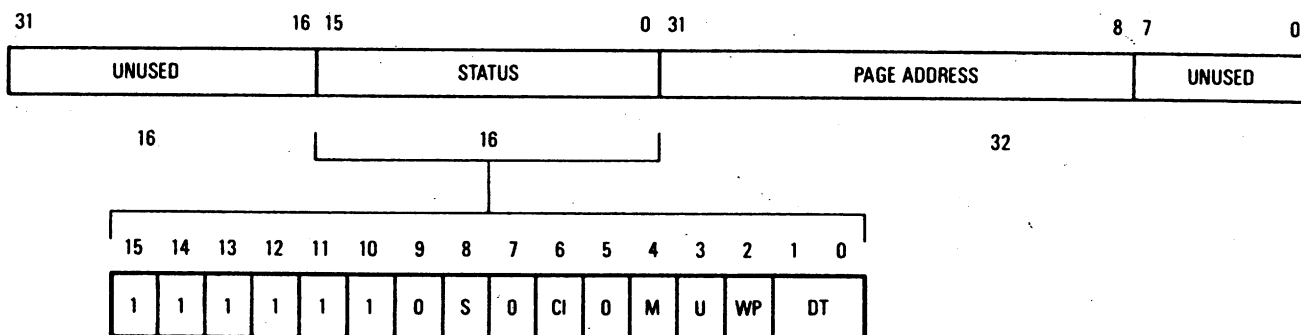 31 16 15 0 31 8 7 0
UNUSED STATUS PAGE ADDRESS UNUSED
16 16 32
15 14 13 12 11 10 9 8 7 6 5 4 3 2 1 0
1 1 1 1 1 1 0 S 0 CI 0 M U WP DT